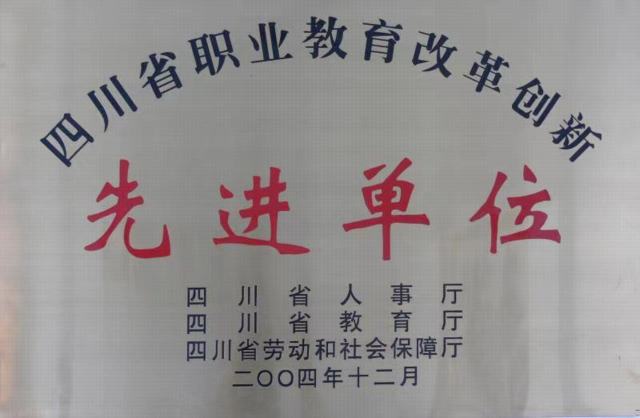 四川省职业教育改革创新
先进单位
四川省人事厅
四川省教育厅
四川省劳动和社会保障厅
二〇〇四年十二月